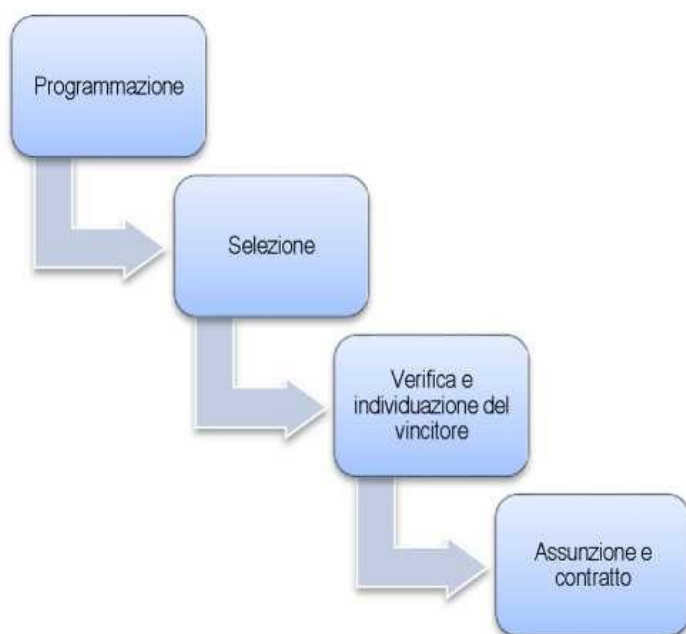 Programmazione
Selezione
Verifica e
individuazione del
vincitore
Assunzione e
contratto